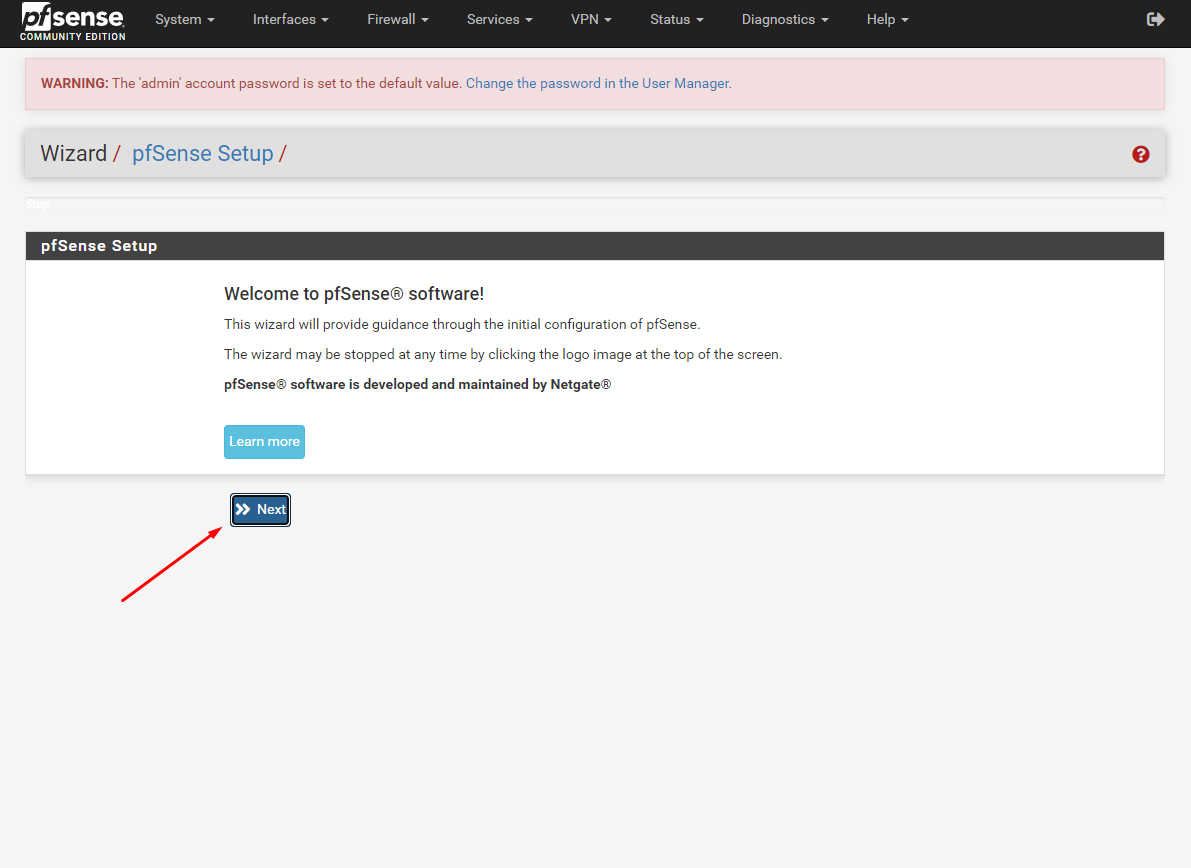 pfsense
COMMUNITY EDITION
System Interfaces Firewall Services VPN Status Diagnostics Help
WARNING: The 'admin' account password is set to the default value. Change the password in the User Manager.
Wizard / pfSense Setup /
Step
pfSense Setup
Welcome to pfSense® software!
This wizard will provide guidance through the initial configuration of pfSense.
The wizard may be stopped at any time by clicking the logo image at the top of the screen.
pfSense® software is developed and maintained by Netgate®
Learn more
Next